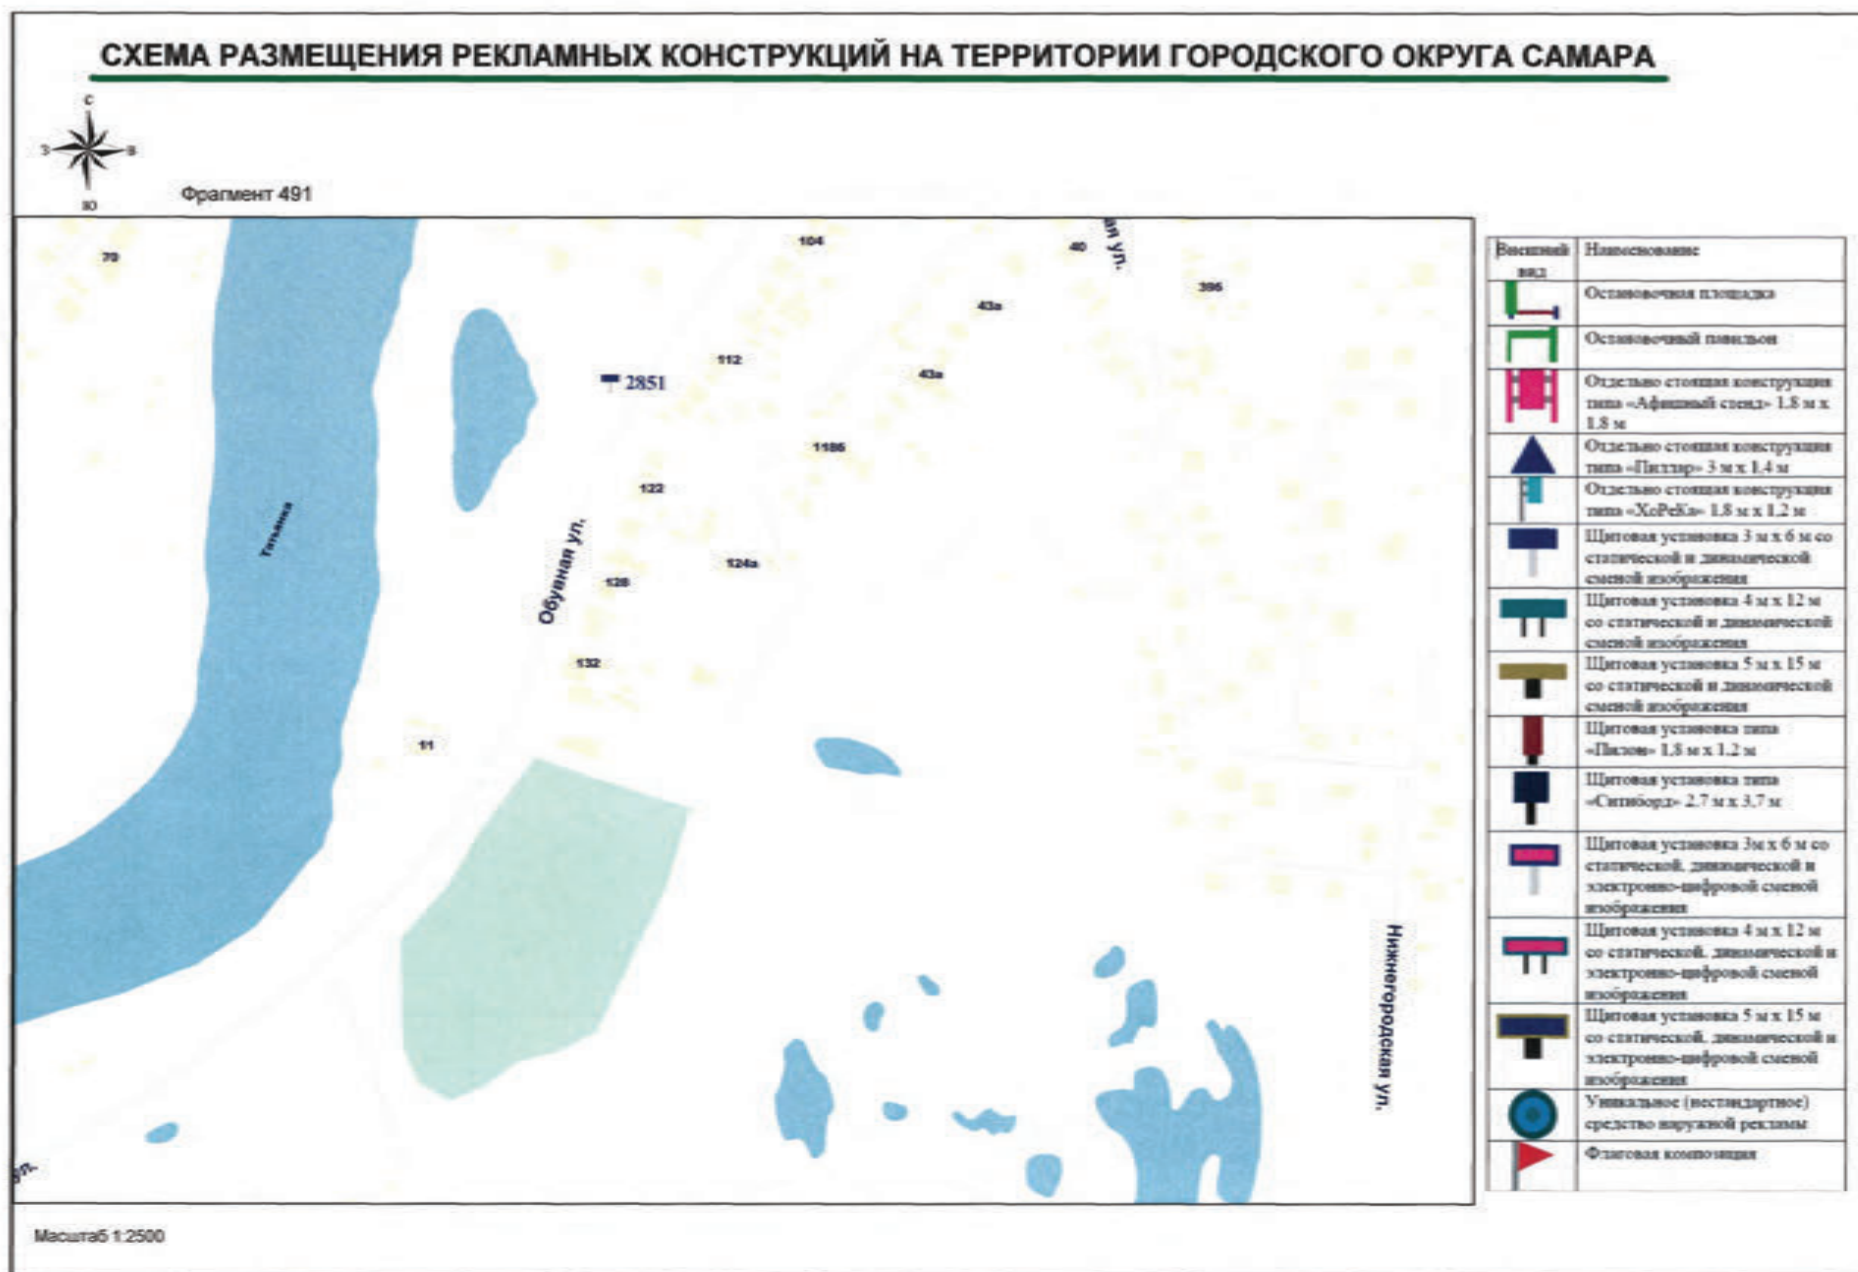 СХЕМА РАЗМЕЩЕНИЯ РЕКЛАМНЫХ КОНСТРУКЦИЙ НА ТЕРРИТОРИИ ГОРОДСКОГО ОКРУГА САМАРА
С
З
В
Ю
Фрагмент 491
70
104
40
ая ул.
39б
43а
112
43а
2851
118б
122
Татьянка
Обувная ул.
128
124а
132
11
Нижнегородская ул.
ул.
Масштаб 1:2500
Внешний вид
Наименование
Остановочная площадка
Остановочный павильон
Отдельно стоящая конструкция
типа «Афишный стенд» 1.8 м х
1.8 м
Отдельно стоящая конструкция
типа «Пиллар» 3 м х 1.4 м
Отдельно стоящая конструкция
типа «ХоРеКа» 1.8 м х 1.2 м
Щитовая установка 3 м х 6 м со
статической и динамической
сменой изображения
Щитовая установка 4 м х 12 м
со статической и динамической
сменой изображения
Щитовая установка 5 м х 15 м
со статической и динамической
сменой изображения
Щитовая установка типа
«Пилон» 1,8 м х 1.2 м
Щитовая установка типа
«Ситиборд» 2.7 м х 3,7 м
Щитовая установка 3м х 6 м со
статической, динамической и
электронно-цифровой сменой
изображения
Щитовая установка 4 м х 12 м
со статической, динамической и
электронно-цифровой сменой
изображения
Щитовая установка 5 м х 15 м
со статической, динамической и
электронно-цифровой сменой
изображения
Уникальное (нестандартное)
средство наружной рекламы
Флаговая композиция